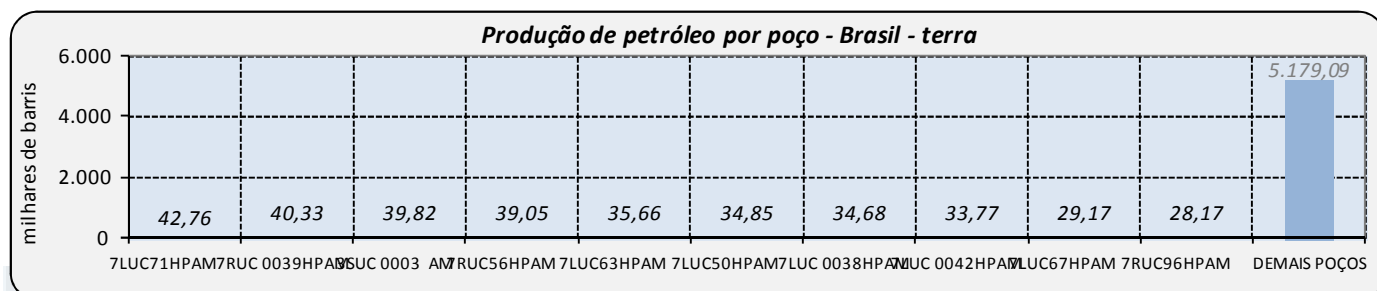 Produção de petróleo por poço - Brasil - terra
milhares de barris
6.000
4.000
2.000
0
5.179,09
42,76 40,33 39,82 39,05 35,66 34,85 34,68 33,77 29,17 28,17
7LUC71HPAM 7RUC 0039HPAM 3SUC 0003 AM 7RUC56HPAM 7LUC63HPAM 7LUC50HPAM 7LUC 0038HPAM 7LUC 0042HPAM 7LUC67HPAM 7RUC96HPAM DEMAIS POÇOS